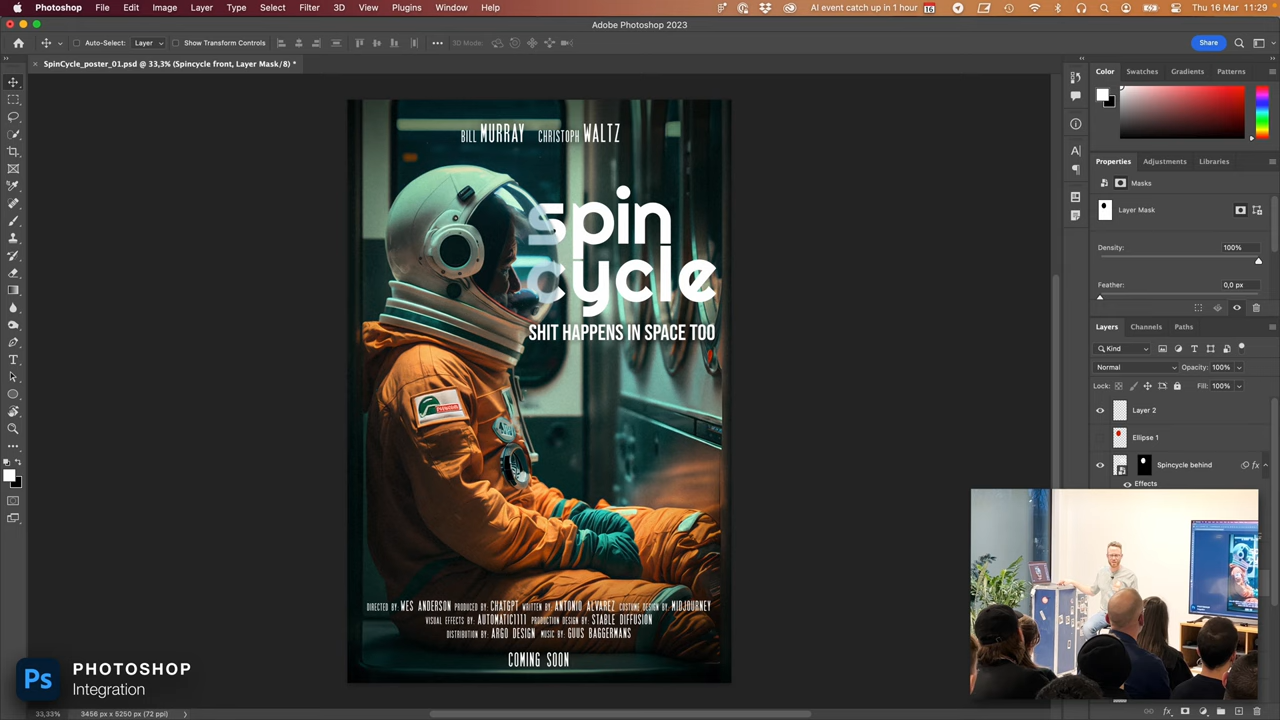 Photoshop File Edit Image Layer Type Select Filter 3D View Plugins Window Help
AI event catch up in 1 hour 16 Thu 16 Mar 11:29
Adobe Photoshop 2023
Auto-Select: Layer Show Transform Controls 3D Mode: Share
SpinCycle_poster_01.psd @ 33,3% (Spincycle front, Layer Mask/8) *
Color Swatches Gradients Patterns
Properties Adjustments Libraries
Masks
Layer Mask
Density: 100%
Feather: 0,0 px
Layers Channels Paths
Kind
Normal Opacity: 100%
Lock: Fill: 100%
Layer 2
Ellipse 1
Spincycle behind fx
Effects
BILL MURRAY CHRISTOPH WALTZ
spin
cycle
SHIT HAPPENS IN SPACE TOO
DIRECTED BY: WES ANDERSON PRODUCED BY: CHATGPT WRITTEN BY: ANTONIO ALVAREZ COSTUME DESIGN BY: MIDJOURNEY
VISUAL EFFECTS BY: AUTOMATIC1111 PRODUCTION DESIGN BY: STABLE DIFFUSION
DISTRIBUTION BY: ARGO DESIGN MUSIC BY: GUUS BAGGERMANS
COMING SOON
Ps
PHOTOSHOP
Integration
33,33% 3456 px x 5250 px (72 ppi)